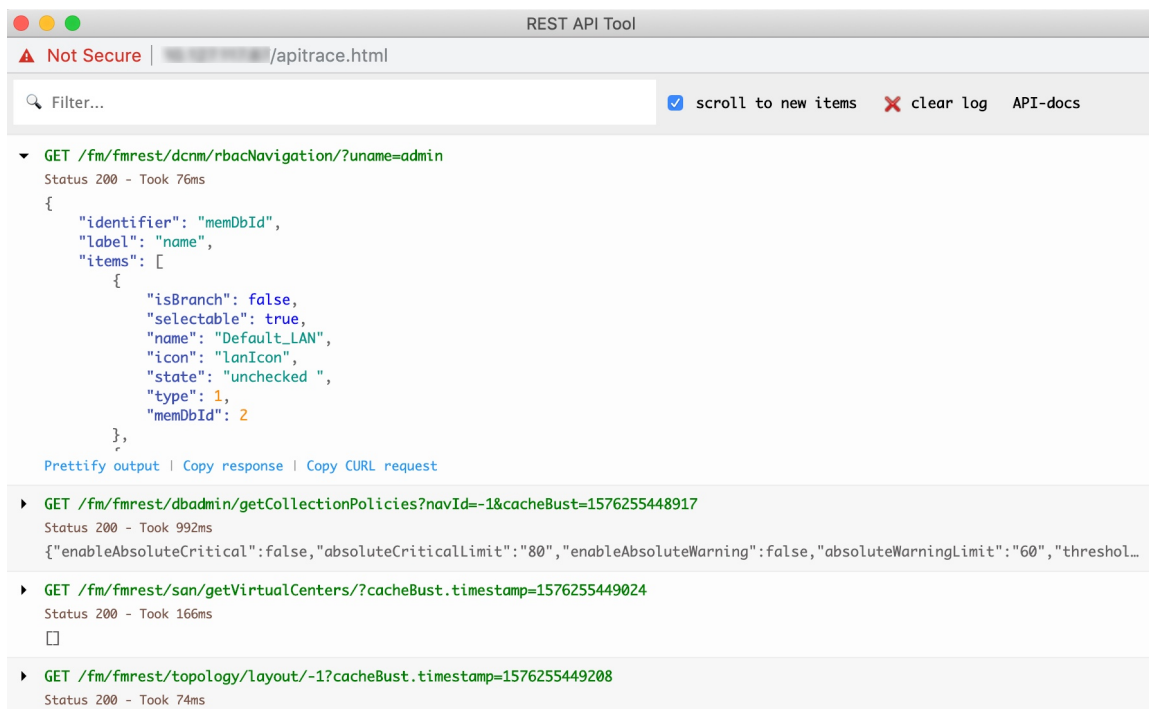 REST API Tool
Not Secure /apitrace.html
Filter... scroll to new items clear log API-docs
GET /fm/fmrest/dcnm/rbacNavigation/?uname=admin
Status 200 - Took 76ms
{
"identifier": "memDbId",
"label": "name",
"items": [
{
"isBranch": false,
"selectable": true,
"name": "Default_LAN",
"icon": "lanIcon",
"state": "unchecked ",
"type": 1,
"memDbId": 2
},
Prettify output | Copy response | Copy CURL request
GET /fm/fmrest/dbadmin/getCollectionPolicies?navId=-1&cacheBust=1576255448917
Status 200 - Took 992ms
{"enableAbsoluteCritical":false,"absoluteCriticalLimit":"80","enableAbsoluteWarning":false,"absoluteWarningLimit":"60","threshol…
GET /fm/fmrest/san/getVirtualCenters/?cacheBust.timestamp=1576255449024
Status 200 - Took 166ms
[]
GET /fm/fmrest/topology/layout/-1?cacheBust.timestamp=1576255449208
Status 200 - Took 74ms